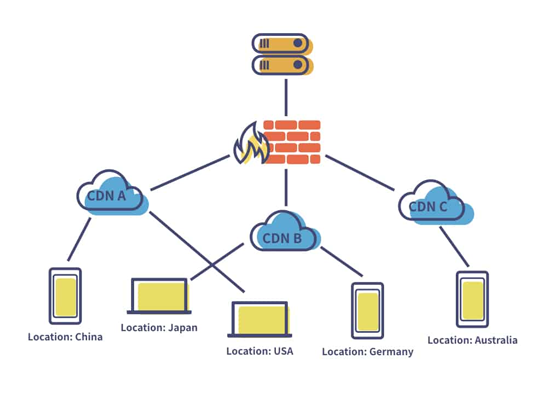 CDN A
CDN C
CDN B
Location: China
Location: Japan
Location: USA
Location: Germany
Location: Australia